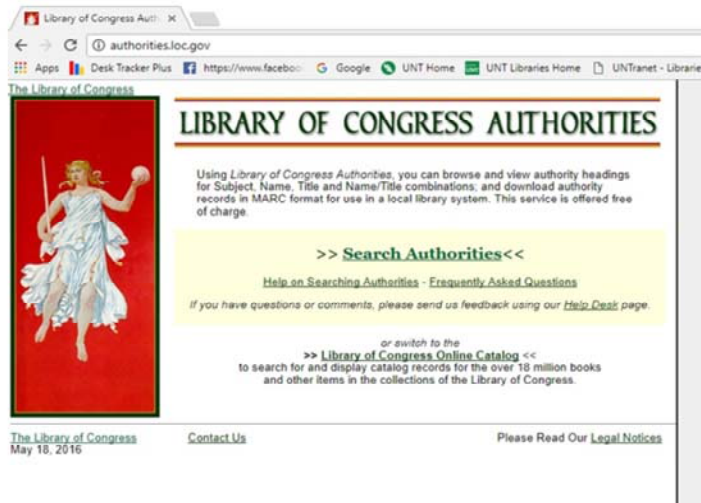 Library of Congress Auth
authorities.loc.gov
Apps Desk Tracker Plus https://www.faceboo Google UNT Home UNT Libraries Home UNTranet - Librarie
The Library of Congress
LIBRARY OF CONGRESS AUTHORITIES
Using Library of Congress Authorities, you can browse and view authority headings
for Subject, Name, Title and Name/Title combinations; and download authority
records in MARC format for use in a local library system. This service is offered free
of charge.
>> Search Authorities<<
Help on Searching Authorities - Frequently Asked Questions
If you have questions or comments, please send us feedback using our Help Desk page.
or switch to the
>> Library of Congress Online Catalog <<
to search for and display catalog records for the over 18 million books
and other items in the collections of the Library of Congress.
The Library of Congress Contact Us Please Read Our Legal Notices
May 18, 2016